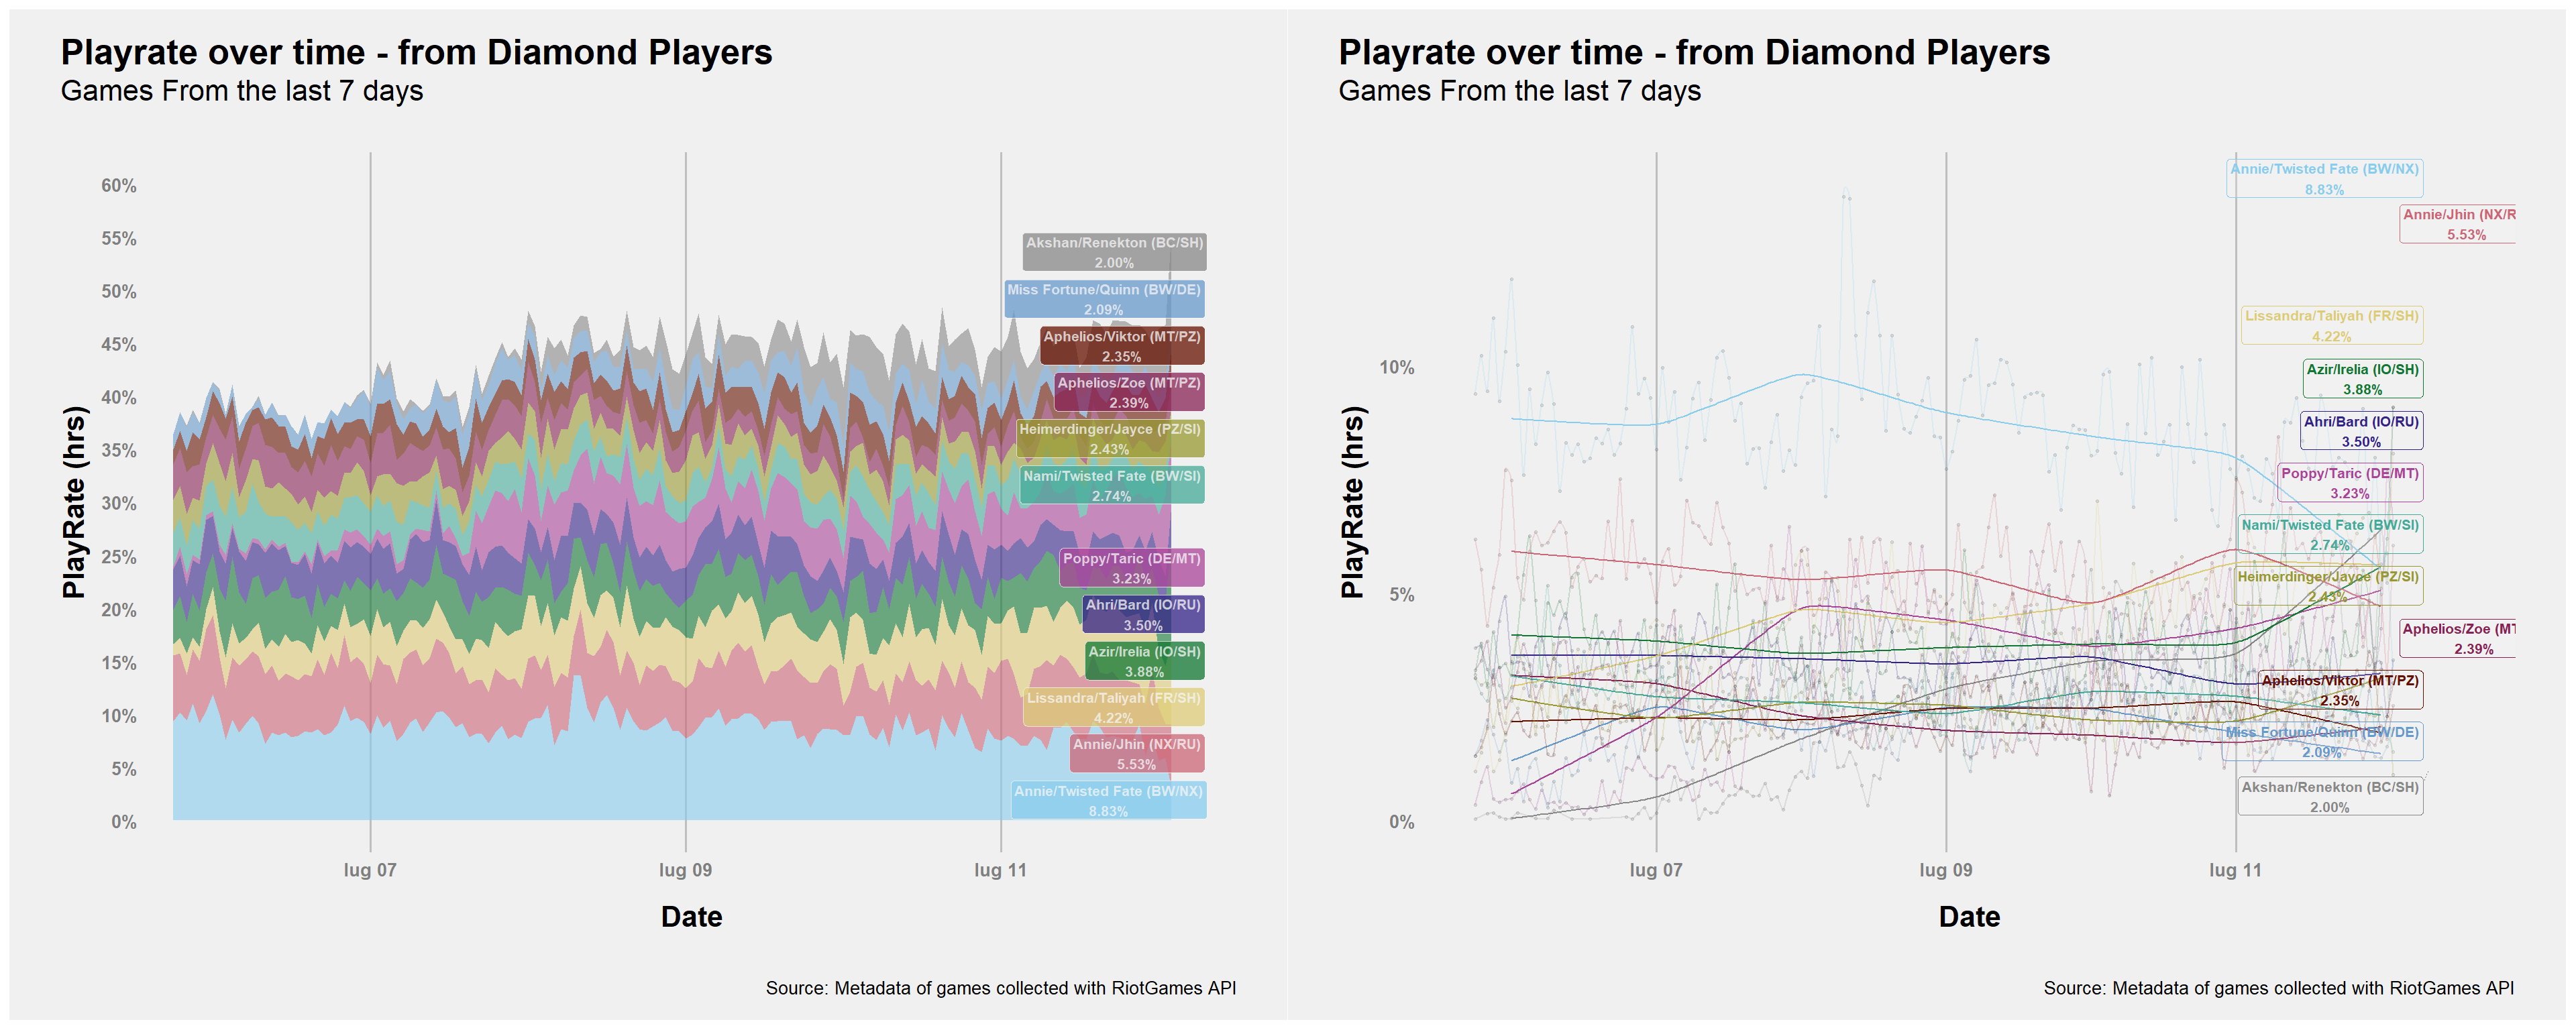 Playrate over time - from Diamond Players
Games From the last 7 days
PlayRate (hrs)
60%
55%
50%
45%
40%
35%
30%
25%
20%
15%
10%
5%
0%
Akshan/Renekton (BC/SH)
2.00%
Miss Fortune/Quinn (BW/DE)
2.09%
Aphelios/Viktor (MT/PZ)
2.35%
Aphelios/Zoe (MT/PZ)
2.39%
Heimerdinger/Jayce (PZ/SI)
2.43%
Nami/Twisted Fate (BW/SI)
2.74%
Poppy/Taric (DE/MT)
3.23%
Ahri/Bard (IO/RU)
3.50%
Azir/Irelia (IO/SH)
3.88%
Lissandra/Taliyah (FR/SH)
4.22%
Annie/Jhin (NX/RU)
5.53%
Annie/Twisted Fate (BW/NX)
8.83%
lug 07
lug 09
lug 11
Date
Source: Metadata of games collected with RiotGames API
Playrate over time - from Diamond Players
Games From the last 7 days
PlayRate (hrs)
10%
5%
0%
Annie/Twisted Fate (BW/NX)
8.83%
Annie/Jhin (NX/R
5.53%
Lissandra/Taliyah (FR/SH)
4.22%
Azir/Irelia (IO/SH)
3.88%
Ahri/Bard (IO/RU)
3.50%
Poppy/Taric (DE/MT)
3.23%
Nami/Twisted Fate (BW/SI)
2.74%
Heimerdinger/Jayce (PZ/SI)
2.43%
Aphelios/Zoe (MT
2.39%
Aphelios/Viktor (MT/PZ)
2.35%
Miss Fortune/Quinn (BW/DE)
2.09%
Akshan/Renekton (BC/SH)
2.00%
lug 07
lug 09
lug 11
Date
Source: Metadata of games collected with RiotGames API